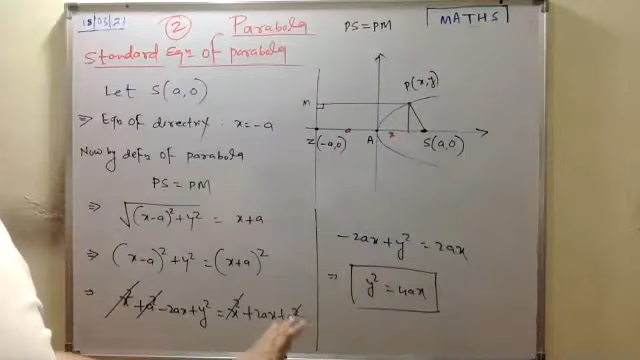 18/03/21
② Parabola
PS = PM
MATHS
Standard Eqn of parabola
Let S(a,0)
⇒ Eqn of directrix x = -a
Now by defn of parabola
PS = PM
⇒ √((x-a)² + y²) = x+a
⇒ (x-a)² + y² = (x+a)²
⇒ x² + a² - 2ax + y² = x² + 2ax +
P(x,y)
M
Z(-a,0)
A
x
S(a,0)
-2ax + y² = 2ax
⇒ y² = 4ax